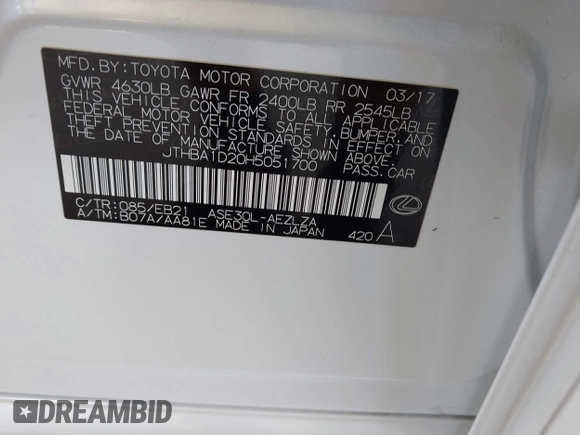 MFD. BY: TOYOTA MOTOR CORPORATION 03/17
GVWR 4630LB GAWR FR 2400LB RR 2545LB
THIS VEHICLE CONFORMS TO ALL APPLICABLE
FEDERAL MOTOR VEHICLE SAFETY, BUMPER, AND
THEFT PREVENTION STANDARDS IN EFFECT ON
THE DATE OF MANUFACTURE SHOWN ABOVE.
JTHBA1D20H5051700 PASS.CAR
C/TR:085/EB21 ASE30L-AEZLZA
A/TM:B07A/AA81E MADE IN JAPAN 420 A
DREAMBID